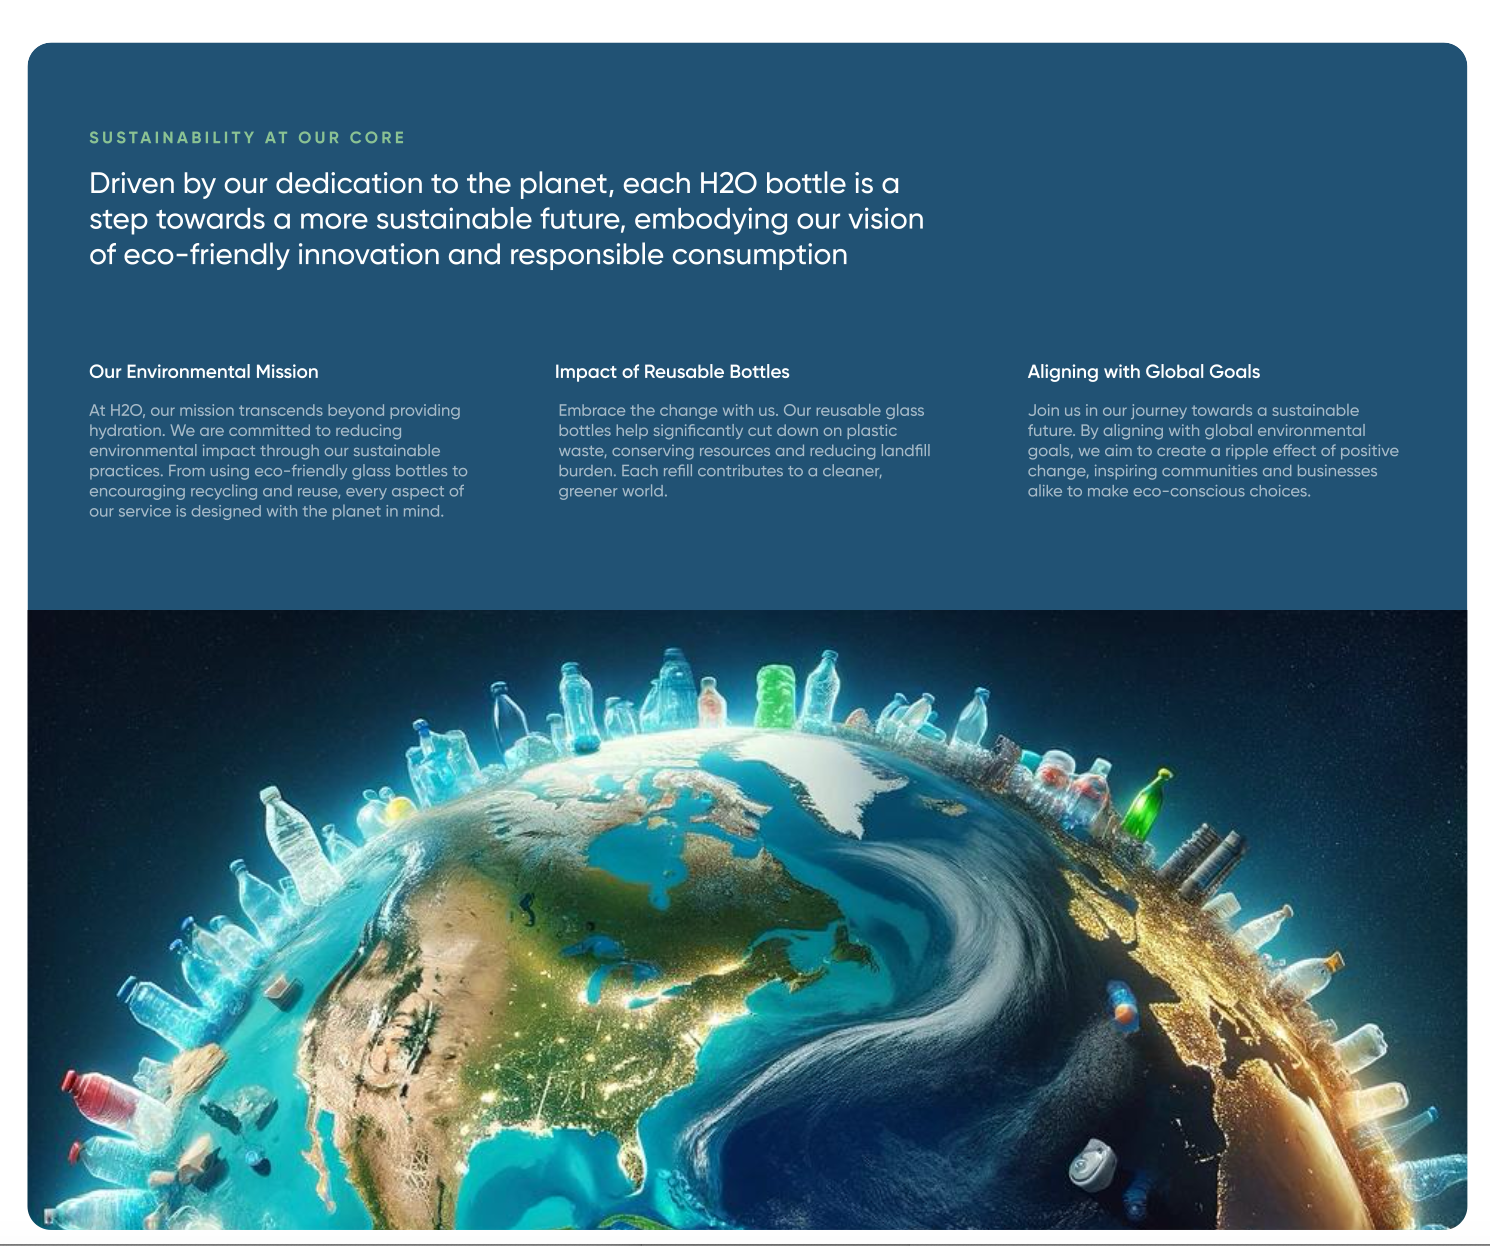 SUSTAINABILITY AT OUR CORE
Driven by our dedication to the planet, each H2O bottle is a
step towards a more sustainable future, embodying our vision
of eco-friendly innovation and responsible consumption
Our Environmental Mission
At H2O, our mission transcends beyond providing
hydration. We are committed to reducing
environmental impact through our sustainable
practices. From using eco-friendly glass bottles to
encouraging recycling and reuse, every aspect of
our service is designed with the planet in mind.
Impact of Reusable Bottles
Embrace the change with us. Our reusable glass
bottles help significantly cut down on plastic
waste, conserving resources and reducing landfill
burden. Each refill contributes to a cleaner,
greener world.
Aligning with Global Goals
Join us in our journey towards a sustainable
future. By aligning with global environmental
goals, we aim to create a ripple effect of positive
change, inspiring communities and businesses
alike to make eco-conscious choices.